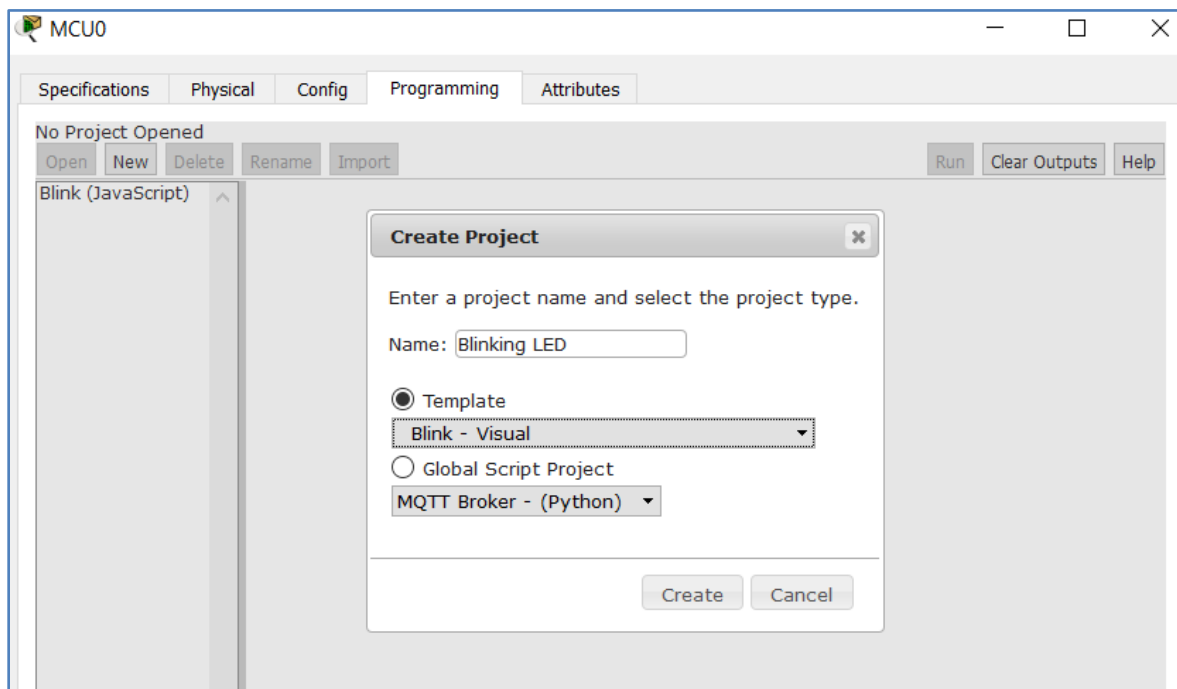 MCU0
Specifications Physical Config Programming Attributes
No Project Opened
Open New Delete Rename Import Run Clear Outputs Help
Blink (JavaScript)
Create Project
Enter a project name and select the project type.
Name: Blinking LED
Template
Blink - Visual
Global Script Project
MQTT Broker - (Python)
Create Cancel